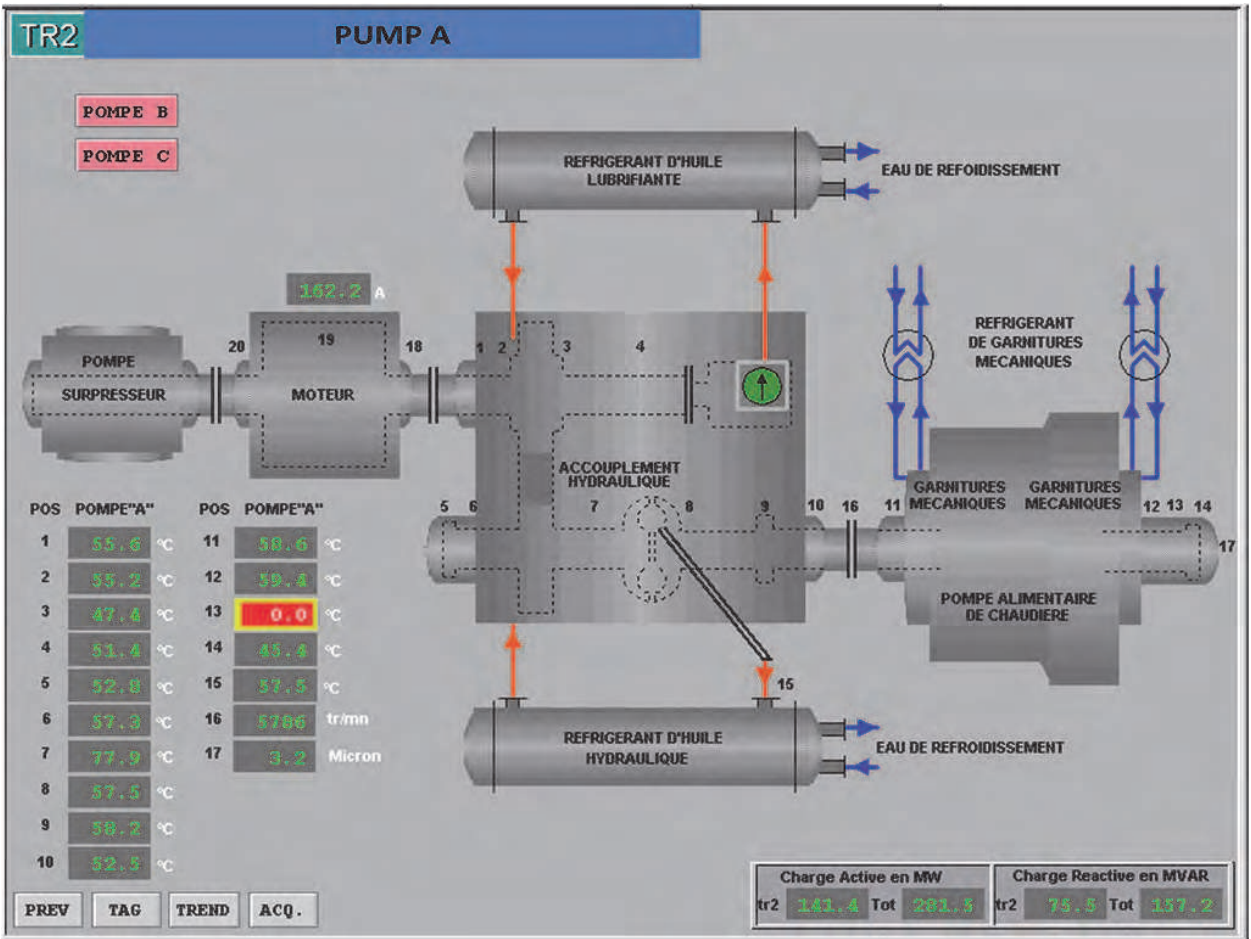 TR2 PUMP A
POMPE B
POMPE C
REFRIGERANT D'HUILE
LUBRIFIANTE
EAU DE REFOIDISSEMENT
162.2 A
REFRIGERANT
DE GARNITURES
MECANIQUES
20 19 18 1 2 3 4
POMPE
SURPRESSEUR
MOTEUR
ACCOUPLEMENT
HYDRAULIQUE
GARNITURES
MECANIQUES
GARNITURES
MECANIQUES
5 6 7 8 9 10 16 11 12 13 14
17
POMPE ALIMENTAIRE
DE CHAUDIERE
POS POMPE"A" POS POMPE"A"
1 55.6 °C 11 58.6 °C
2 55.2 °C 12 59.4 °C
3 47.4 °C 13 0.0 °C
4 51.4 °C 14 45.4 °C
5 52.8 °C 15 57.5 °C
6 57.3 °C 16 5786 tr/mn
7 77.9 °C 17 3.2 Micron
8 57.5 °C
9 58.2 °C
10 52.5 °C
15
REFRIGERANT D'HUILE
HYDRAULIQUE
EAU DE REFROIDISSEMENT
PREV TAG TREND ACQ.
Charge Active en MW Charge Reactive en MVAR
tr2 141.4 Tot 281.5 tr2 75.5 Tot 157.2